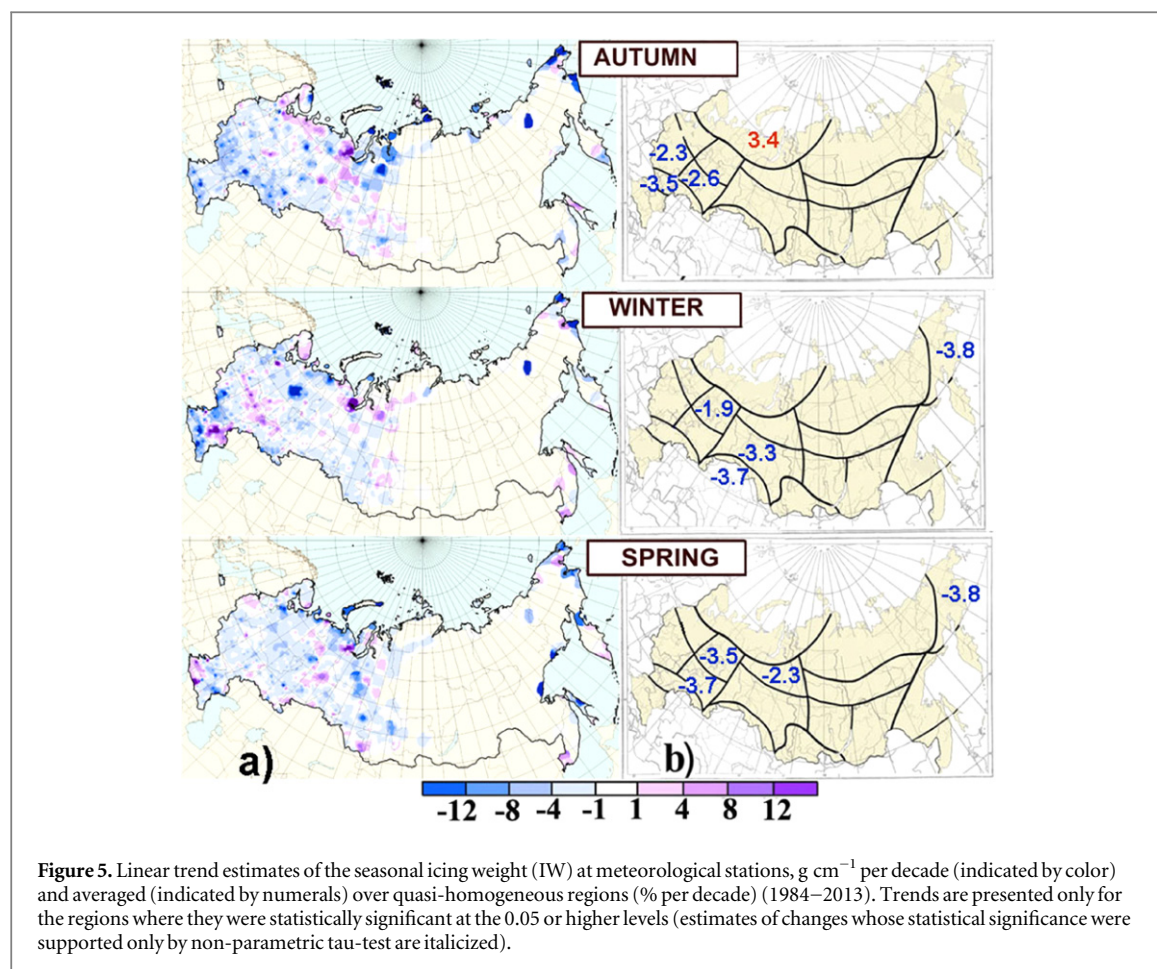 AUTUMN
3.4
-2.3
-3.5 -2.6
WINTER
-3.8
-1.9
-3.3
-3.7
SPRING
-3.8
-3.5
-2.3
-3.7
a)
b)
-12 -8 -4 -1 1 4 8 12
Figure 5. Linear trend estimates of the seasonal icing weight (IW) at meteorological stations, g cm−1 per decade (indicated by color)
and averaged (indicated by numerals) over quasi-homogeneous regions (% per decade) (1984–2013). Trends are presented only for
the regions where they were statistically significant at the 0.05 or higher levels (estimates of changes whose statistical significance were
supported only by non-parametric tau-test are italicized).